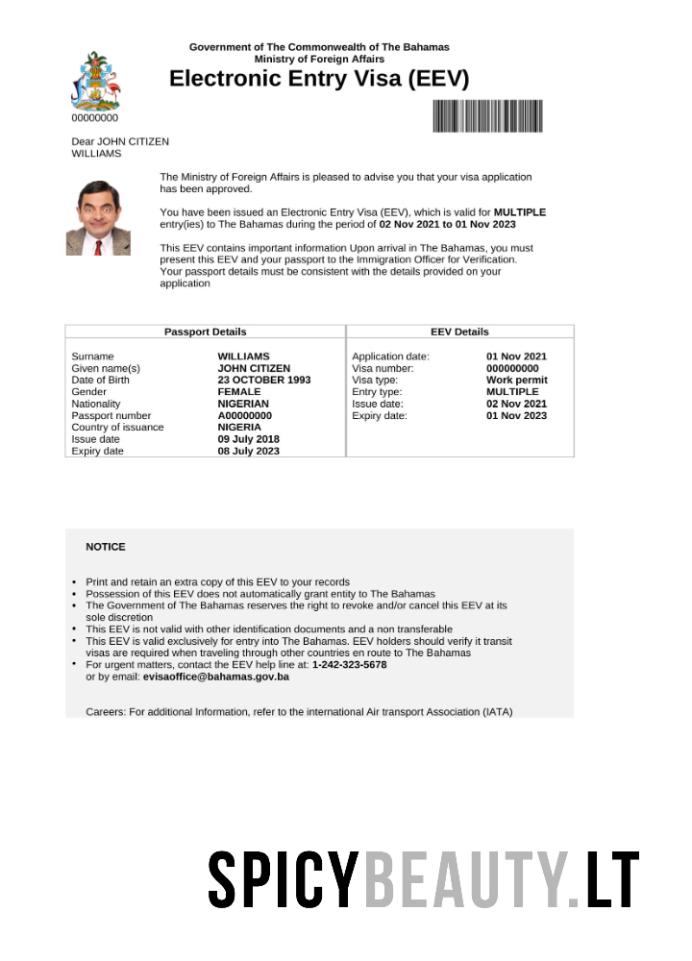 Government of The Commonwealth of The Bahamas
Ministry of Foreign Affairs
Electronic Entry Visa (EEV)
00000000
Dear JOHN CITIZEN
WILLIAMS
The Ministry of Foreign Affairs is pleased to advise you that your visa application
has been approved.
You have been issued an Electronic Entry Visa (EEV), which is valid for MULTIPLE
entry(ies) to The Bahamas during the period of 02 Nov 2021 to 01 Nov 2023
This EEV contains important information Upon arrival in The Bahamas, you must
present this EEV and your passport to the Immigration Officer for Verification.
Your passport details must be consistent with the details provided on your
application
Passport Details
Surname WILLIAMS
Given name(s) JOHN CITIZEN
Date of Birth 23 OCTOBER 1993
Gender FEMALE
Nationality NIGERIAN
Passport number A00000000
Country of issuance NIGERIA
Issue date 09 July 2018
Expiry date 08 July 2023
EEV Details
Application date: 01 Nov 2021
Visa number: 000000000
Visa type: Work permit
Entry type: MULTIPLE
Issue date: 02 Nov 2021
Expiry date: 01 Nov 2023
NOTICE
• Print and retain an extra copy of this EEV to your records
• Possession of this EEV does not automatically grant entity to The Bahamas
• The Government of The Bahamas reserves the right to revoke and/or cancel this EEV at its
sole discretion
• This EEV is not valid with other identification documents and a non transferable
• This EEV is valid exclusively for entry into The Bahamas. EEV holders should verify it transit
visas are required when traveling through other countries en route to The Bahamas
• For urgent matters, contact the EEV help line at: 1-242-323-5678
or by email: evisaoffice@bahamas.gov.ba
Careers: For additional Information, refer to the international Air transport Association (IATA)
SPICYBEAUTY.LT